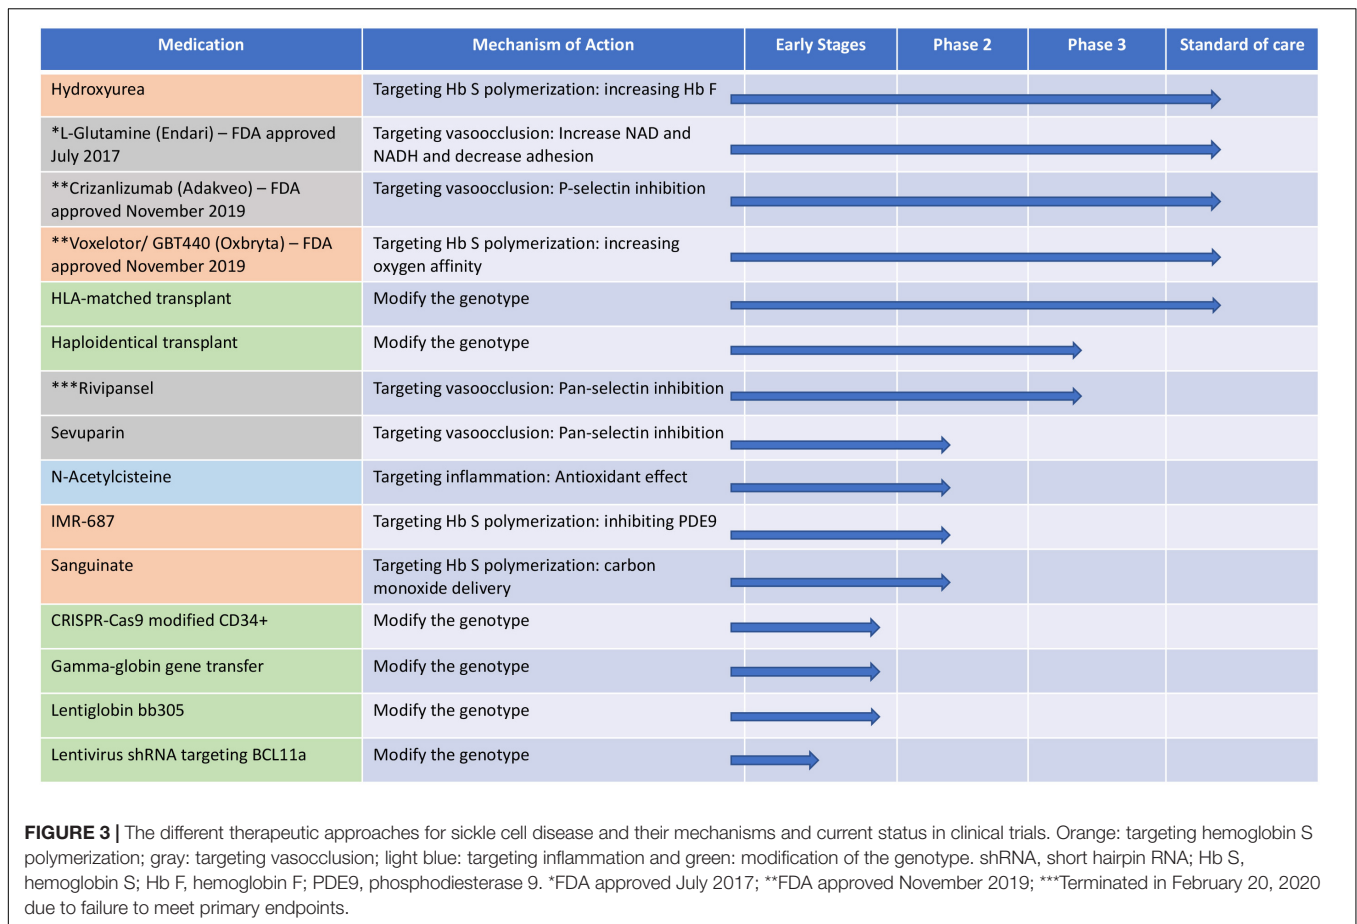 Medication Mechanism of Action Early Stages Phase 2 Phase 3 Standard of care
Hydroxyurea Targeting Hb S polymerization: increasing Hb F
*L-Glutamine (Endari) – FDA approved Targeting vasoocclusion: Increase NAD and
July 2017 NADH and decrease adhesion
**Crizanlizumab (Adakveo) – FDA Targeting vasoocclusion: P-selectin inhibition
approved November 2019
**Voxelotor/ GBT440 (Oxbryta) – FDA Targeting Hb S polymerization: increasing
approved November 2019 oxygen affinity
HLA-matched transplant Modify the genotype
Haploidentical transplant Modify the genotype
***Rivipansel Targeting vasoocclusion: Pan-selectin inhibition
Sevuparin Targeting vasoocclusion: Pan-selectin inhibition
N-Acetylcisteine Targeting inflammation: Antioxidant effect
IMR-687 Targeting Hb S polymerization: inhibiting PDE9
Sanguinate Targeting Hb S polymerization: carbon
monoxide delivery
CRISPR-Cas9 modified CD34+ Modify the genotype
Gamma-globin gene transfer Modify the genotype
Lentiglobin bb305 Modify the genotype
Lentivirus shRNA targeting BCL11a Modify the genotype
FIGURE 3 | The different therapeutic approaches for sickle cell disease and their mechanisms and current status in clinical trials. Orange: targeting hemoglobin S
polymerization; gray: targeting vasocclusion; light blue: targeting inflammation and green: modification of the genotype. shRNA, short hairpin RNA; Hb S,
hemoglobin S; Hb F, hemoglobin F; PDE9, phosphodiesterase 9. *FDA approved July 2017; **FDA approved November 2019; ***Terminated in February 20, 2020
due to failure to meet primary endpoints.